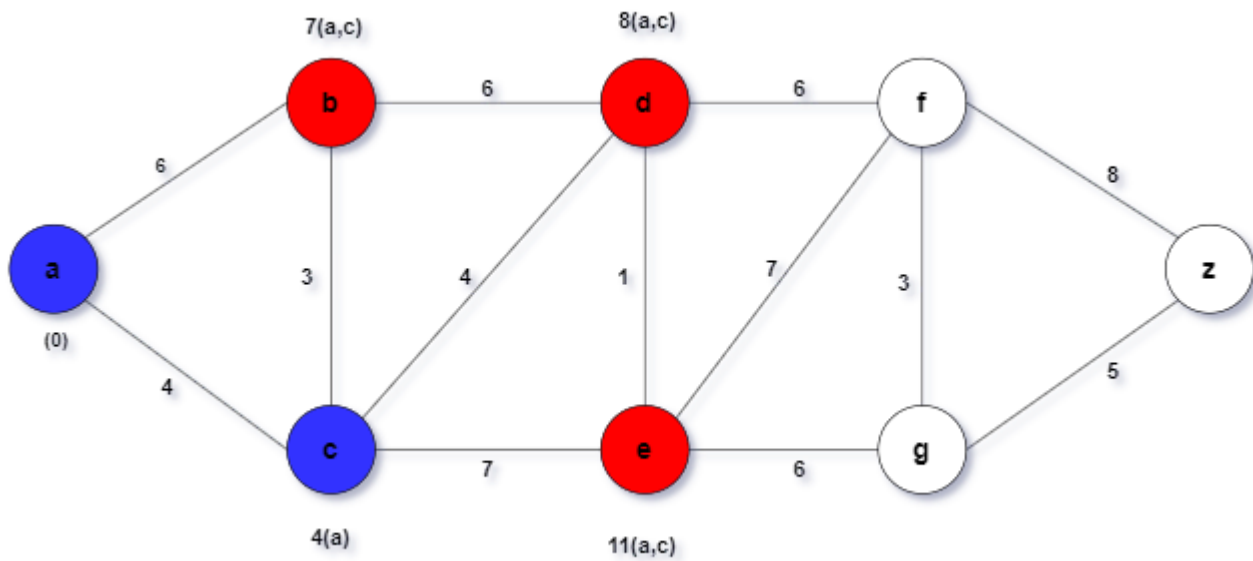 7(a,c) 8(a,c)
b 6 d 6 f
6 8
a 3 4 1 7 3 z
(0)
4 5
c 7 e 6 g
4(a) 11(a,c)